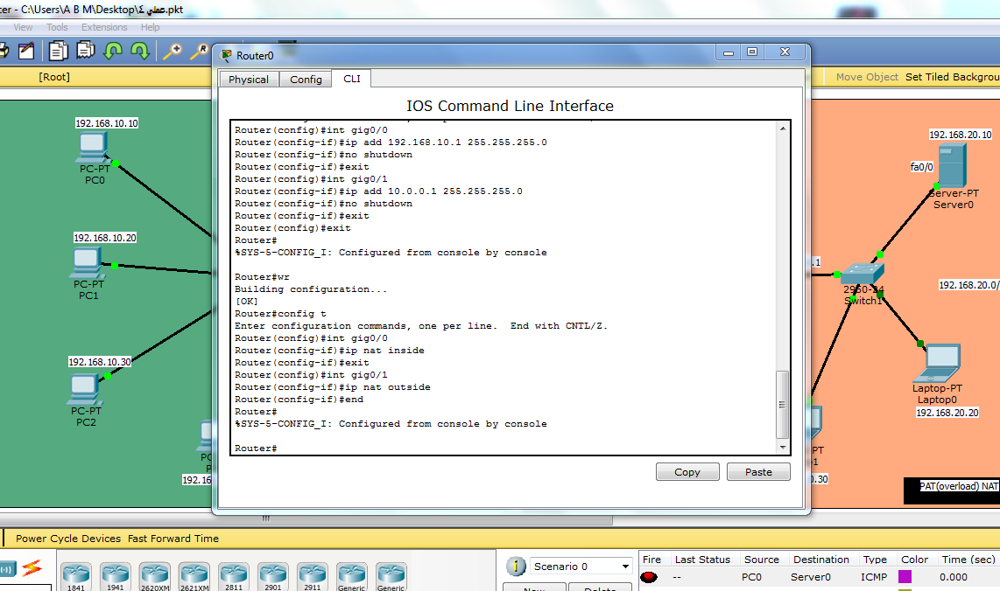 ter - C:\Users\A B M\Desktop\عملي ٤.pkt
View Tools Extensions Help
[Root]
Move Object Set Tiled Backgrou
Router0
Physical Config CLI
IOS Command Line Interface
Router(config)#int gig0/0
Router(config-if)#ip add 192.168.10.1 255.255.255.0
Router(config-if)#no shutdown
Router(config-if)#exit
Router(config)#int gig0/1
Router(config-if)#ip add 10.0.0.1 255.255.255.0
Router(config-if)#no shutdown
Router(config-if)#exit
Router(config)#exit
Router#
%SYS-5-CONFIG_I: Configured from console by console
Router#wr
Building configuration...
[OK]
Router#config t
Enter configuration commands, one per line.  End with CNTL/Z.
Router(config)#int gig0/0
Router(config-if)#ip nat inside
Router(config-if)#exit
Router(config)#int gig0/1
Router(config-if)#ip nat outside
Router(config-if)#end
Router#
%SYS-5-CONFIG_I: Configured from console by console
Router#
Copy Paste
192.168.10.10
PC-PT
PC0
192.168.10.20
PC-PT
PC1
192.168.10.30
PC-PT
PC2
PC
P
192.16
192.168.20.10
fa0/0
Server-PT
Server0
.1
2950-24
Switch1
192.168.20.0/
Laptop-PT
Laptop0
192.168.20.20
PT
1
0.30
PAT(overload) NAT
Power Cycle Devices Fast Forward Time
1841 1941 2620XM 2621XM 2811 2901 2911 Generic Generic
Scenario 0
New Delete
Fire Last Status Source Destination Type Color Time (sec)
-- PC0 Server0 ICMP 0.000